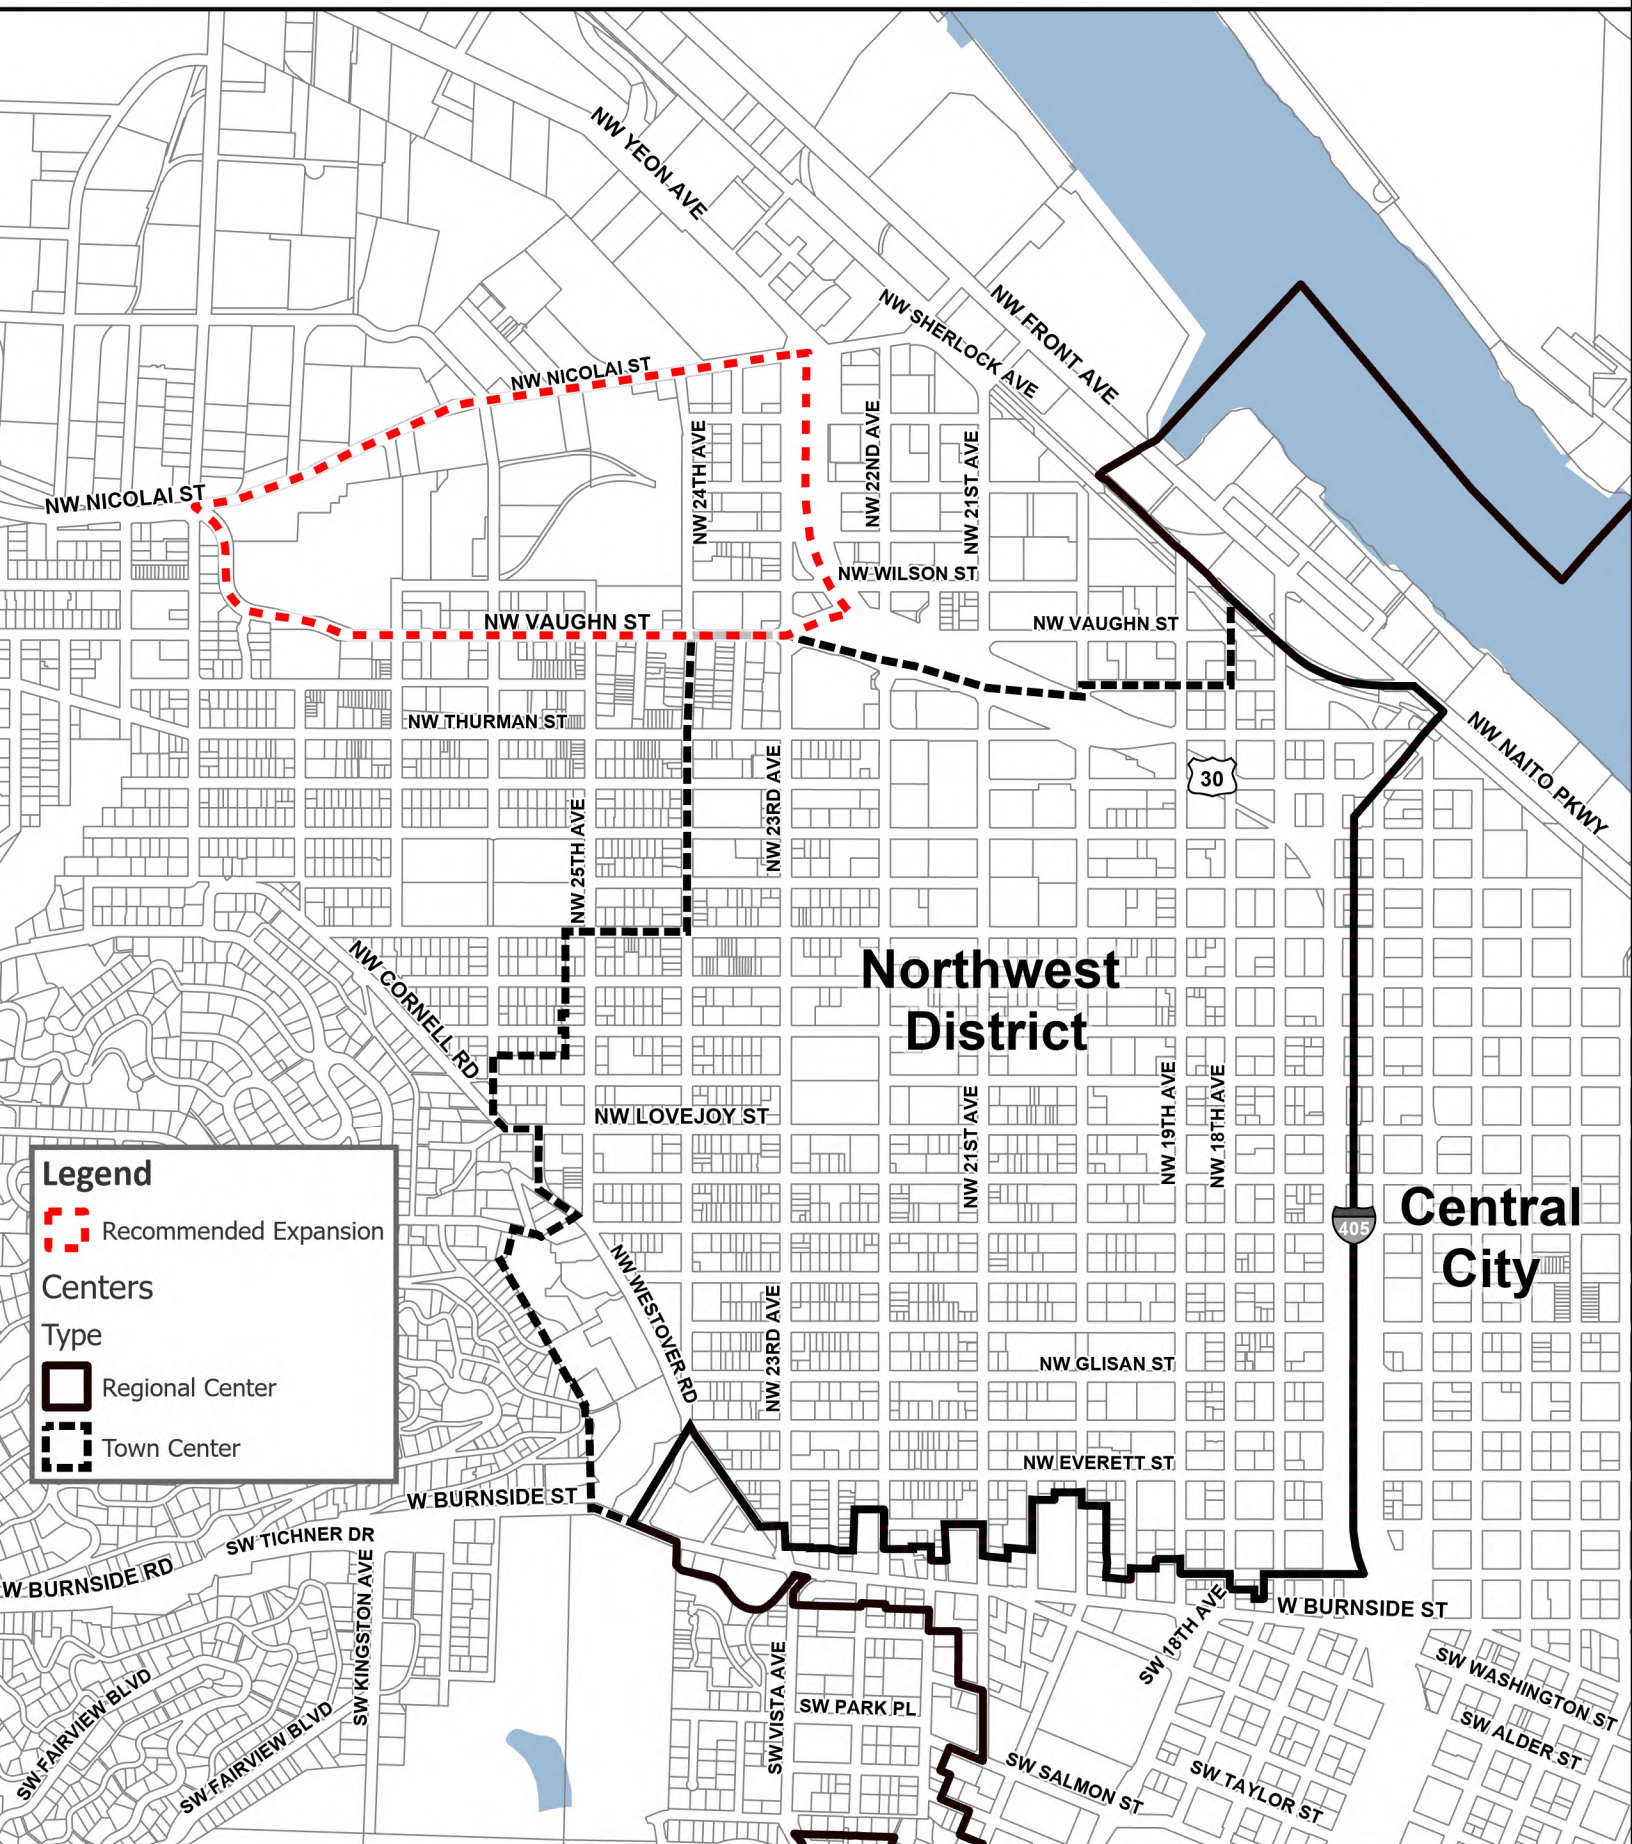 NW YEON AVE
NW SHERLOCK AVE
NW FRONT AVE
NW NICOLAI ST
NW NICOLAI ST
NW 24TH AVE
NW 22ND AVE
NW 21ST AVE
NW WILSON ST
NW VAUGHN ST
NW VAUGHN ST
NW THURMAN ST
NW 23RD AVE
NW 25TH AVE
30
NW NAITO PKWY
NW CORNELL RD
Northwest
District
NW LOVEJOY ST
NW 21ST AVE
NW 19TH AVE
NW 18TH AVE
Central
City
405
Legend
Recommended Expansion
Centers
Type
Regional Center
Town Center
NW WESTOVER RD
NW 23RD AVE
NW GLISAN ST
NW EVERETT ST
W BURNSIDE ST
SW TICHNER DR
W BURNSIDE RD
SW KINGSTON AVE
SW FAIRVIEW BLVD
SW FAIRVIEW BLVD
SW VISTA AVE
SW PARK PL
SW 18TH AVE
W BURNSIDE ST
SW WASHINGTON ST
SW ALDER ST
SW SALMON ST
SW TAYLOR ST